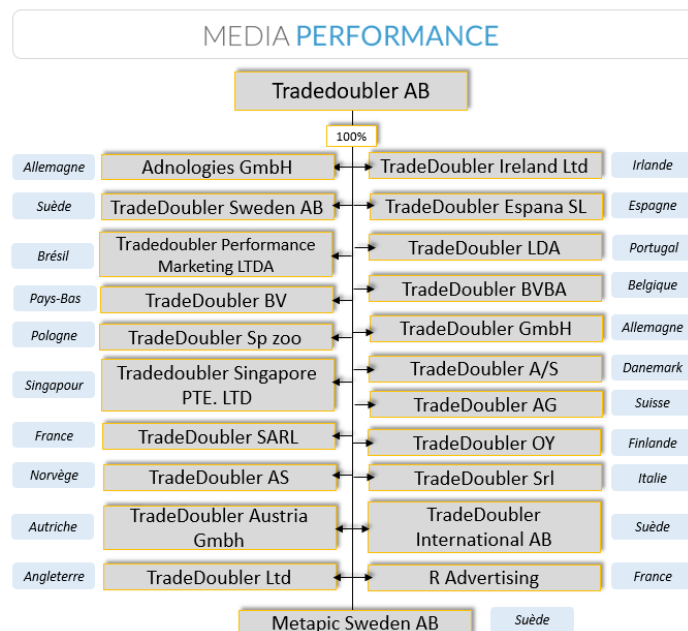 MEDIA PERFORMANCE
Tradedoubler AB
100%
Allemagne
Adnologies GmbH
TradeDoubler Ireland Ltd
Irlande
Suède
TradeDoubler Sweden AB
TradeDoubler Espana SL
Espagne
Brésil
Tradedoubler Performance
Marketing LTDA
TradeDoubler LDA
Portugal
Pays-Bas
TradeDoubler BV
TradeDoubler BVBA
Belgique
Pologne
TradeDoubler Sp zoo
TradeDoubler GmbH
Allemagne
Singapour
Tradedoubler Singapore
PTE. LTD
TradeDoubler A/S
Danemark
TradeDoubler AG
Suisse
France
TradeDoubler SARL
TradeDoubler OY
Finlande
Norvège
TradeDoubler AS
TradeDoubler Srl
Italie
Autriche
TradeDoubler Austria
Gmbh
TradeDoubler
International AB
Suède
Angleterre
TradeDoubler Ltd
R Advertising
France
Metapic Sweden AB
Suède